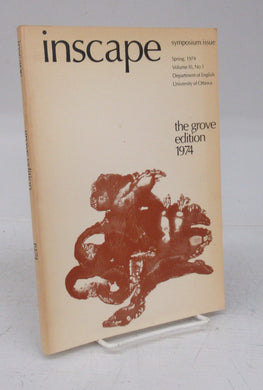 inscape
symposium issue
Spring, 1974
Volume XI, No 1
Department of English
University of Ottawa
the grove
edition
1974